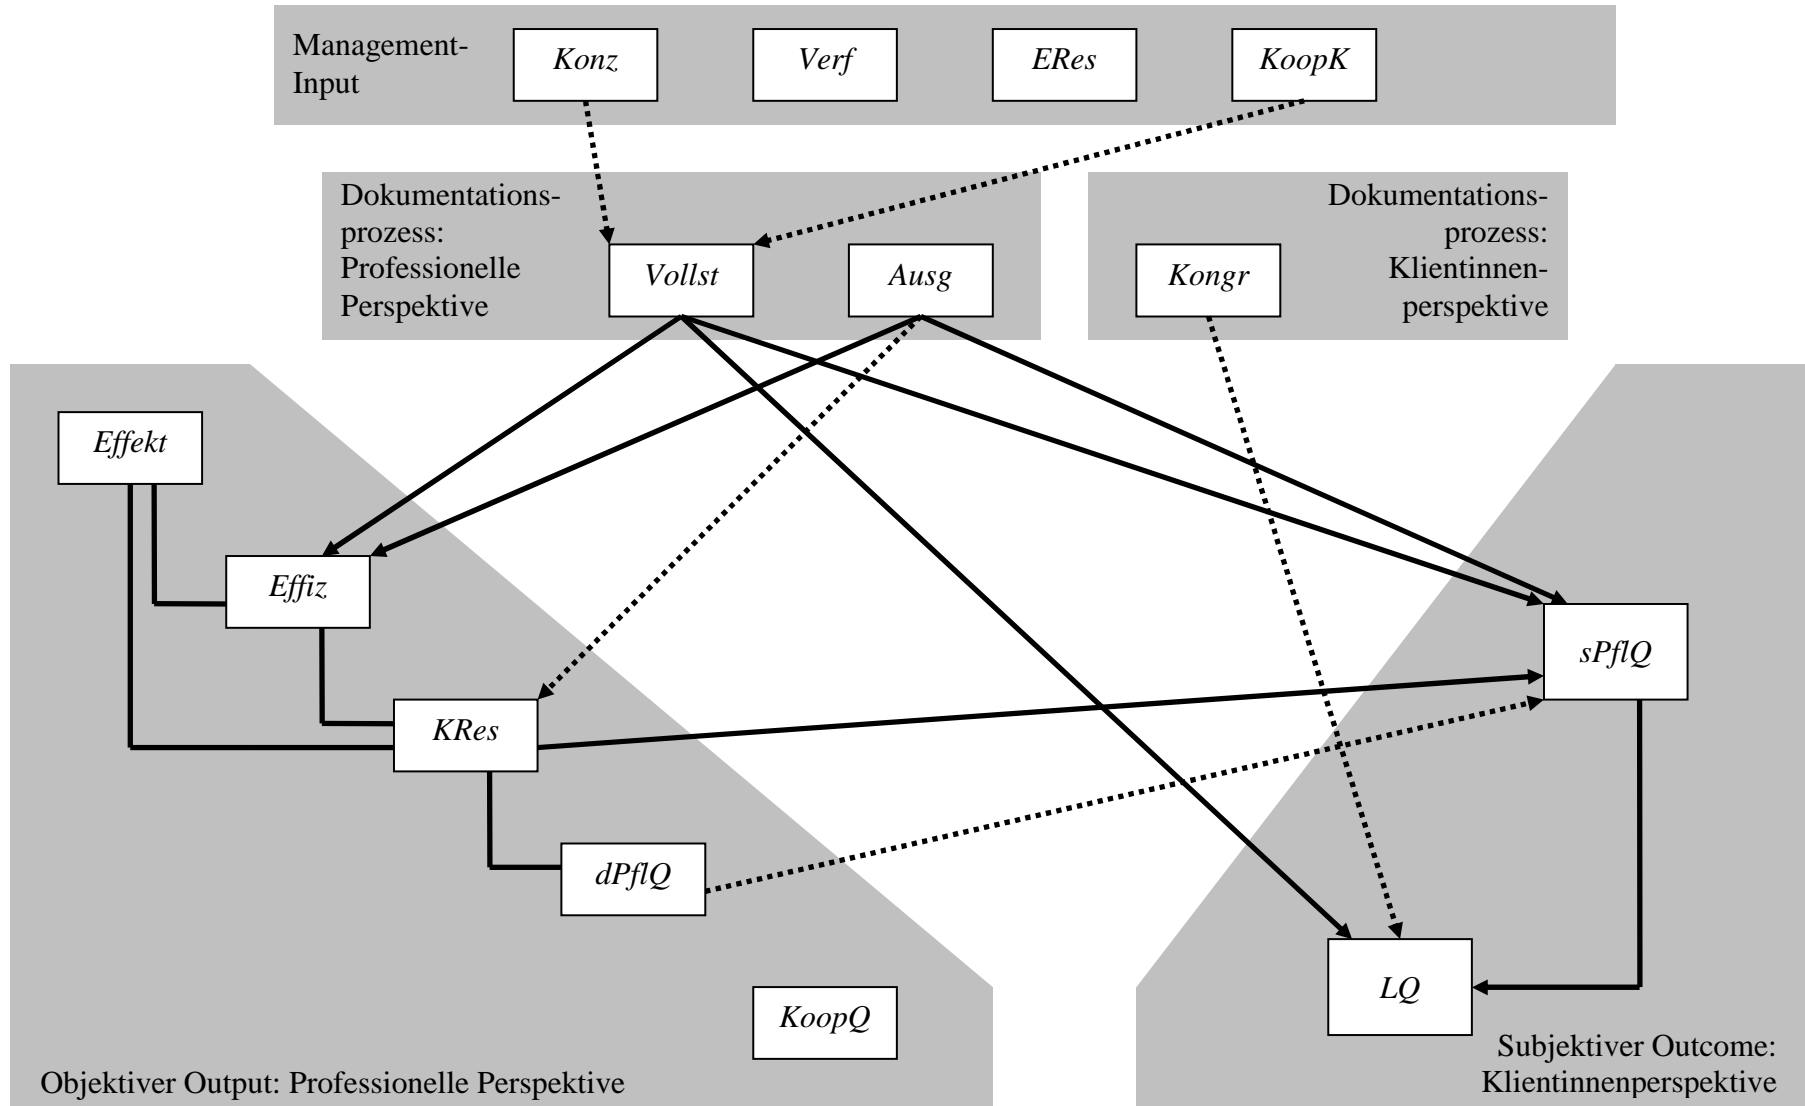 Management-
Input
Konz
Verf
ERes
KoopK
Dokumentations-
prozess:
Professionelle
Perspektive
Vollst
Ausg
Kongr
Dokumentations-
prozess:
Klientinnen-
perspektive
Effekt
Effiz
KRes
dPflQ
KoopQ
Objektiver Output: Professionelle Perspektive
sPflQ
LQ
Subjektiver Outcome:
Klientinnenperspektive